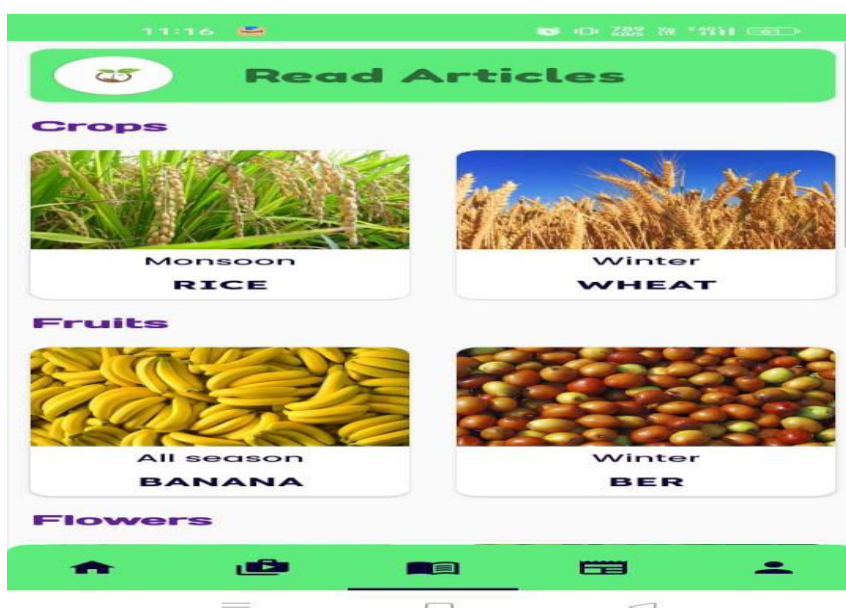 11:16
Read Articles
Crops
Monsoon
RICE
Winter
WHEAT
Fruits
All season
BANANA
Winter
BER
Flowers